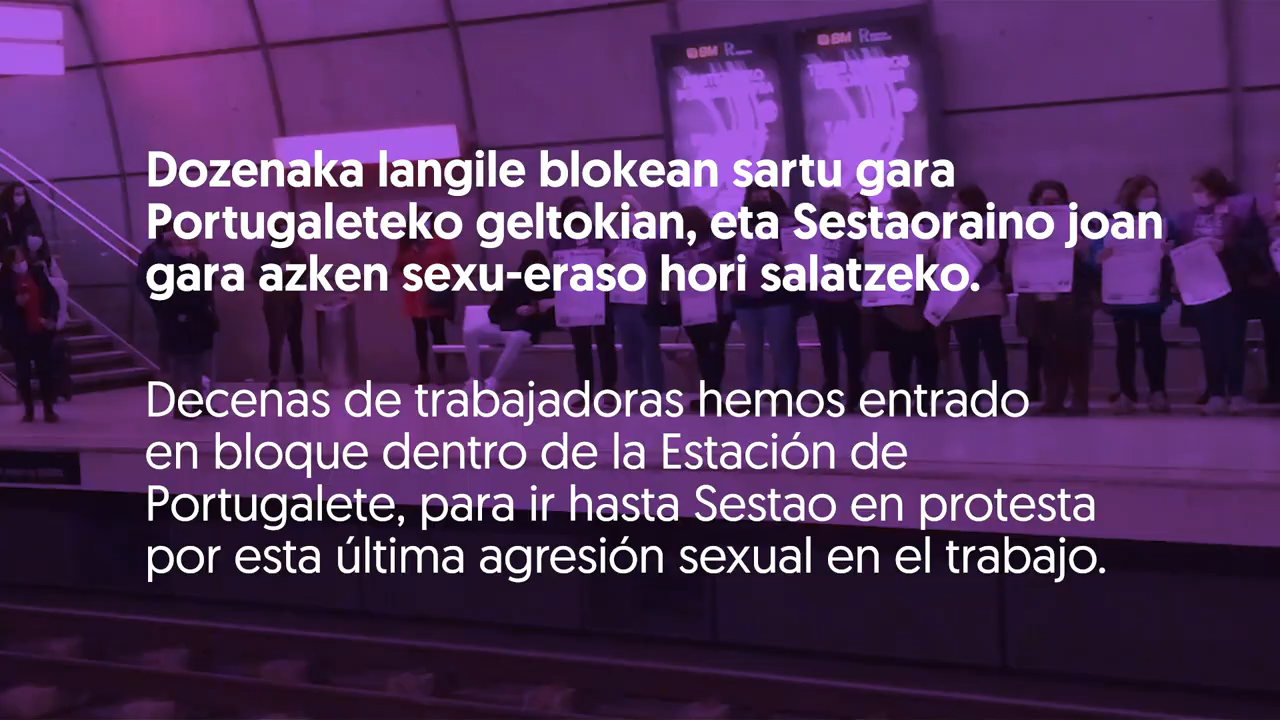 BM
BM
Dozenaka langile blokean sartu gara
Portugaleteko geltokian, eta Sestaoraino joan
gara azken sexu-eraso hori salatzeko.
Decenas de trabajadoras hemos entrado
en bloque dentro de la Estación de
Portugalete, para ir hasta Sestao en protesta
por esta última agresión sexual en el trabajo.